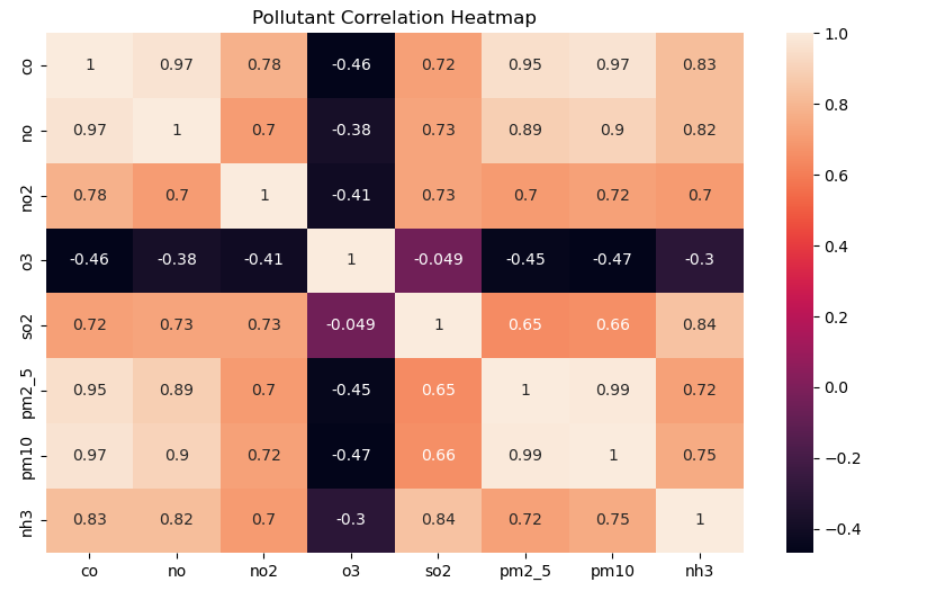 Pollutant Correlation Heatmap
co 1 0.97 0.78 -0.46 0.72 0.95 0.97 0.83
no 0.97 1 0.7 -0.38 0.73 0.89 0.9 0.82
no2 0.78 0.7 1 -0.41 0.73 0.7 0.72 0.7
o3 -0.46 -0.38 -0.41 1 -0.049 -0.45 -0.47 -0.3
so2 0.72 0.73 0.73 -0.049 1 0.65 0.66 0.84
pm2_5 0.95 0.89 0.7 -0.45 0.65 1 0.99 0.72
pm10 0.97 0.9 0.72 -0.47 0.66 0.99 1 0.75
nh3 0.83 0.82 0.7 -0.3 0.84 0.72 0.75 1
co no no2 o3 so2 pm2_5 pm10 nh3
1.0
0.8
0.6
0.4
0.2
0.0
−0.2
−0.4